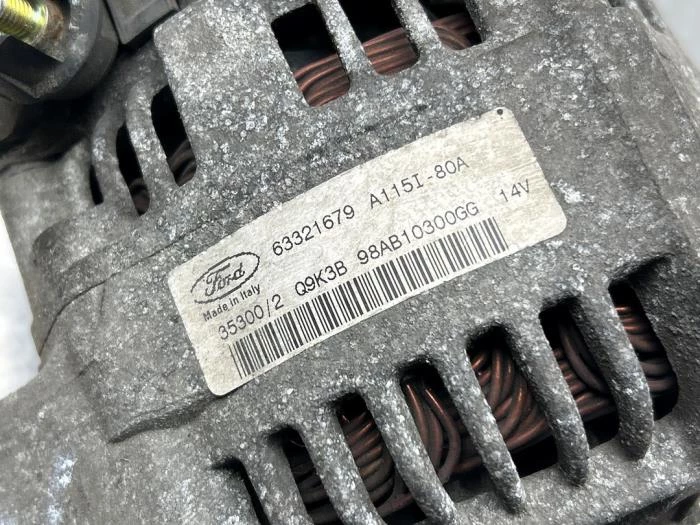 63321679 A115I-80A
Ford
Made in Italy
35300/2 Q9K3B 98AB10300GG 14V